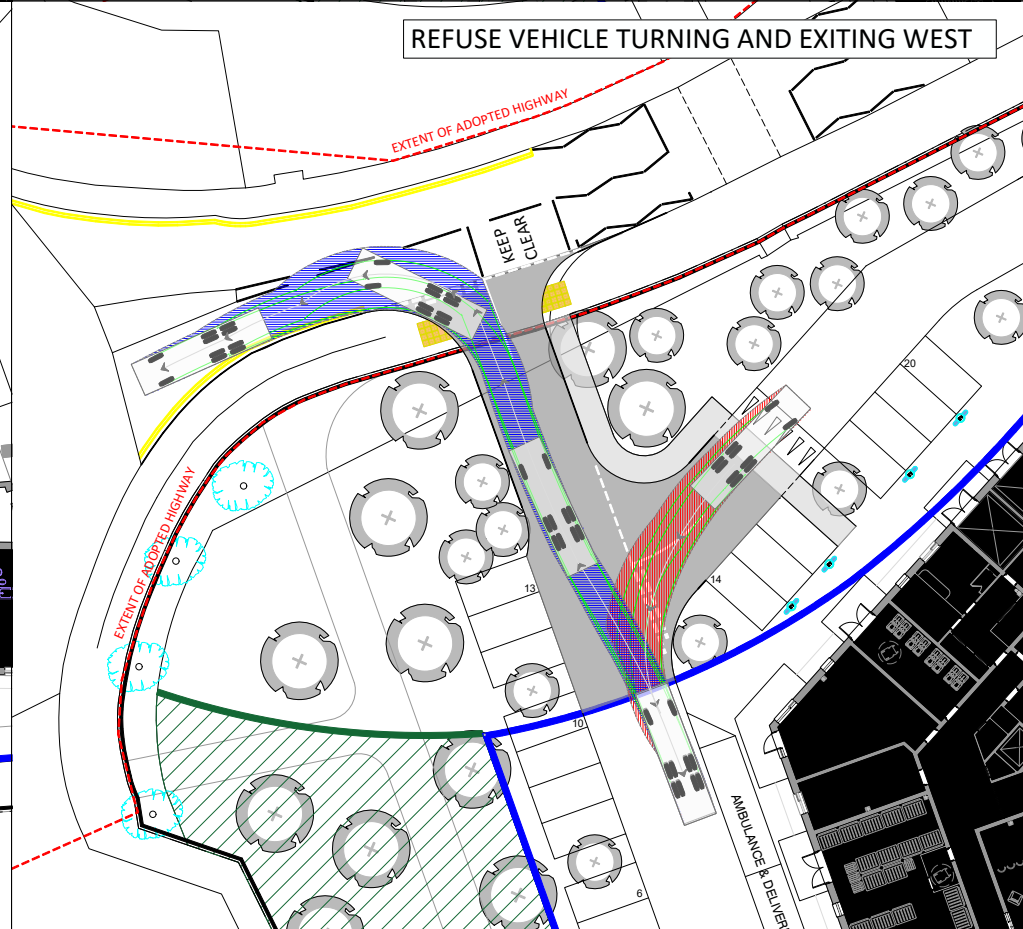 REFUSE VEHICLE TURNING AND EXITING WEST
EXTENT OF ADOPTED HIGHWAY
KEEP
CLEAR
20
EXTENT OF ADOPTED HIGHWAY
13
14
10
6
AMBULANCE & DELIVER